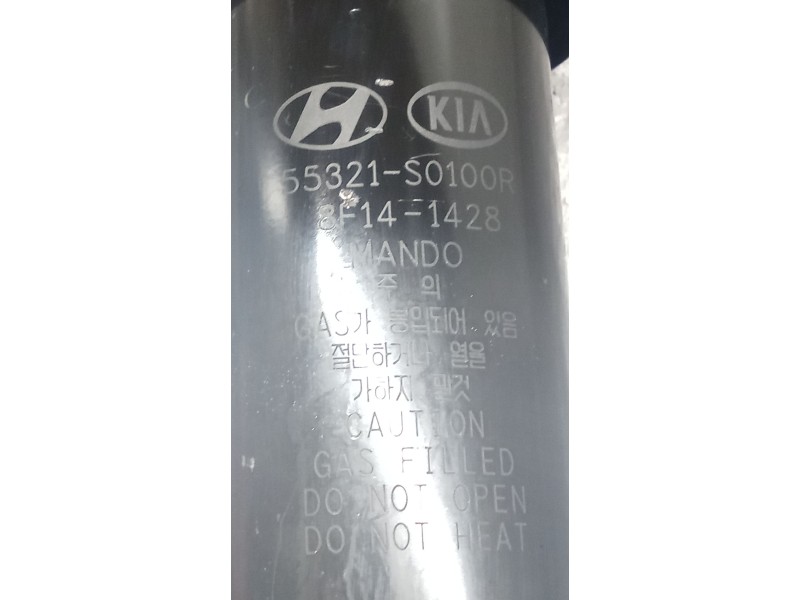 KIA
55321-S0100R
8F14-1428
MANDO
주 의
GAS가 봉입되어 있음
절단하거나 열을
가하지 말것
CAUTION
GAS FILLED
DO NOT OPEN
DO NOT HEAT